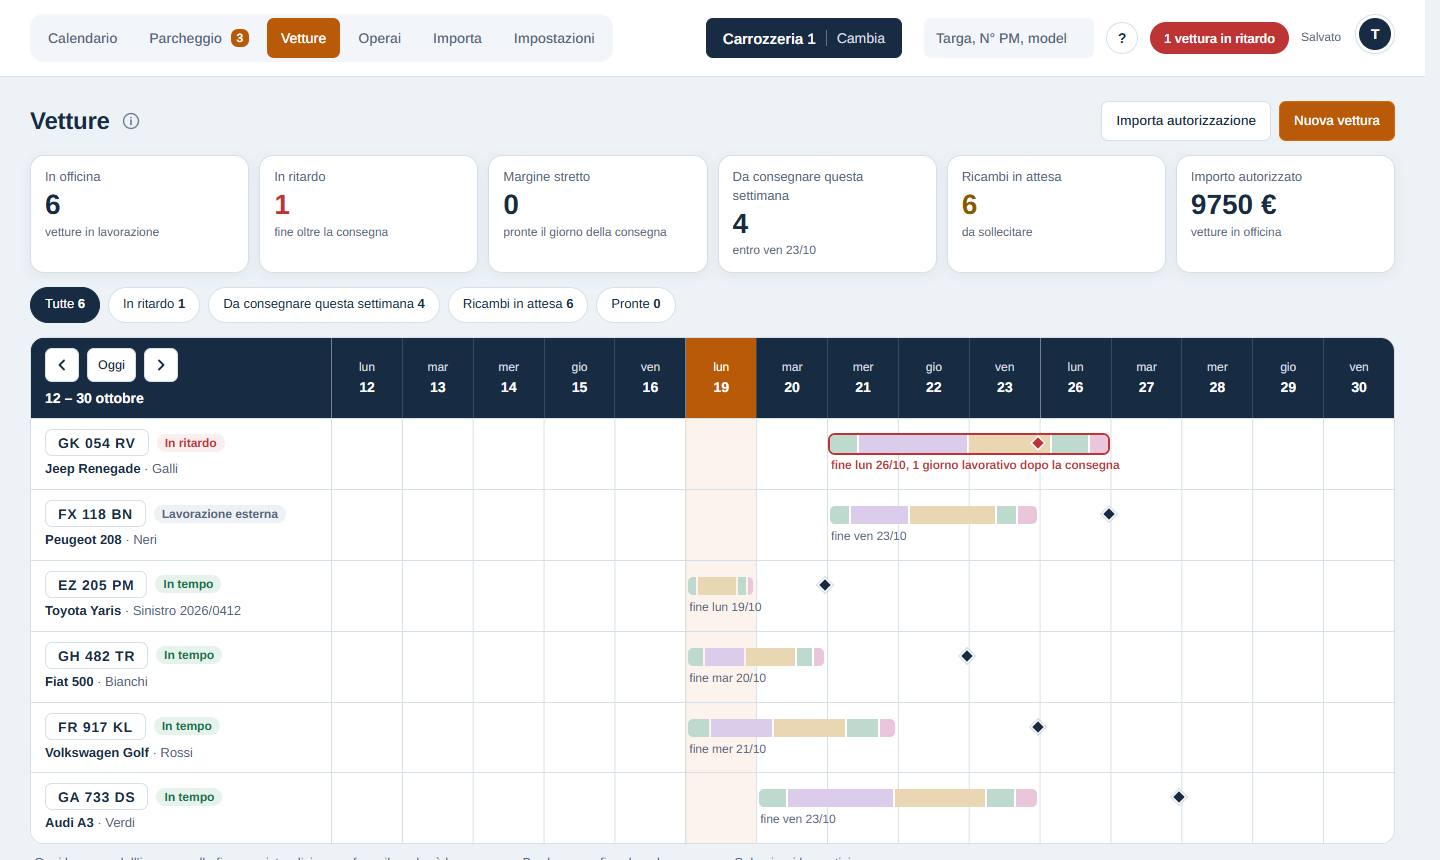 Calendario Parcheggio 3 Vetture Operai Importa Impostazioni Carrozzeria 1 Cambia Targa, N° PM, model ? 1 vettura in ritardo Salvato T
Vetture
Importa autorizzazione Nuova vettura
In officina
6
vetture in lavorazione
In ritardo
1
fine oltre la consegna
Margine stretto
0
pronte il giorno della consegna
Da consegnare questa
settimana
4
entro ven 23/10
Ricambi in attesa
6
da sollecitare
Importo autorizzato
9750 €
vetture in officina
Tutte 6 In ritardo 1 Da consegnare questa settimana 4 Ricambi in attesa 6 Pronte 0
Oggi
12 – 30 ottobre
lun mar mer gio ven lun mar mer gio ven lun mar mer gio ven
12 13 14 15 16 19 20 21 22 23 26 27 28 29 30
GK 054 RV In ritardo
Jeep Renegade · Galli
fine lun 26/10, 1 giorno lavorativo dopo la consegna
FX 118 BN Lavorazione esterna
Peugeot 208 · Neri
fine ven 23/10
EZ 205 PM In tempo
Toyota Yaris · Sinistro 2026/0412
fine lun 19/10
GH 482 TR In tempo
Fiat 500 · Bianchi
fine mar 20/10
FR 917 KL In tempo
Volkswagen Golf · Rossi
fine mer 21/10
GA 733 DS In tempo
Audi A3 · Verdi
fine ven 23/10